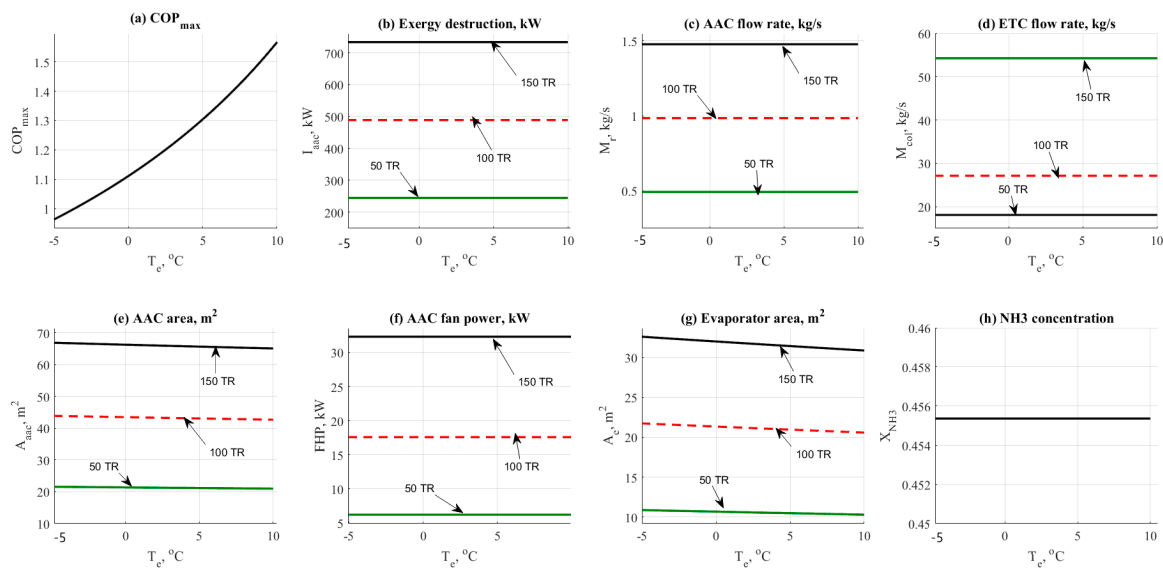 (a) COPmax
COPmax
1.5
1.4
1.3
1.2
1.1
1
-5
0
5
10
Te, oC
(b) Exergy destruction, kW
Iaac, kW
700
600
500
400
300
200
150 TR
100 TR
50 TR
-5
0
5
10
Te, oC
(c) AAC flow rate, kg/s
Mr, kg/s
1.5
1
0.5
150 TR
100 TR
50 TR
-5
0
5
10
Te, oC
(d) ETC flow rate, kg/s
Mcol, kg/s
60
50
40
30
20
150 TR
100 TR
50 TR
-5
0
5
10
Te, oC
(e) AAC area, m2
Aaac, m2
70
60
50
40
30
20
10
150 TR
100 TR
50 TR
-5
0
5
10
Te, oC
(f) AAC fan power, kW
FHP, kW
30
25
20
15
10
5
150 TR
100 TR
50 TR
-5
0
5
Te, oC
(g) Evaporator area, m2
Ae, m2
30
25
20
15
10
150 TR
100 TR
50 TR
-5
0
5
10
Te, oC
(h) NH3 concentration
XNH3
0.46
0.458
0.456
0.454
0.452
0.45
-5
0
5
10
Te, oC